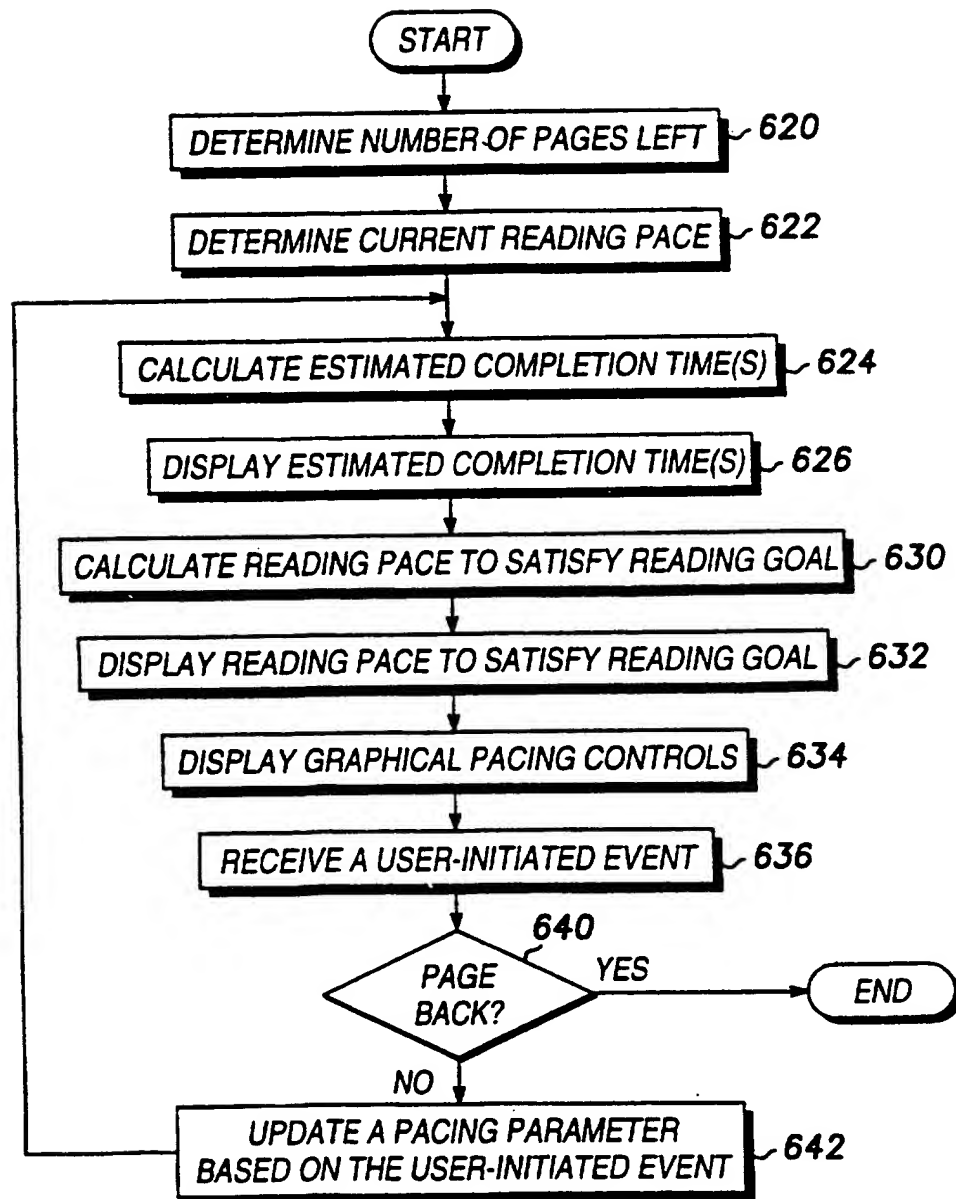 START
DETERMINE NUMBER OF PAGES LEFT
620
DETERMINE CURRENT READING PACE
622
CALCULATE ESTIMATED COMPLETION TIME(S)
624
DISPLAY ESTIMATED COMPLETION TIME(S)
626
CALCULATE READING PACE TO SATISFY READING GOAL
630
DISPLAY READING PACE TO SATISFY READING GOAL
632
DISPLAY GRAPHICAL PACING CONTROLS
634
RECEIVE A USER-INITIATED EVENT
636
640
PAGE
BACK?
YES
END
NO
UPDATE A PACING PARAMETER
BASED ON THE USER-INITIATED EVENT
642